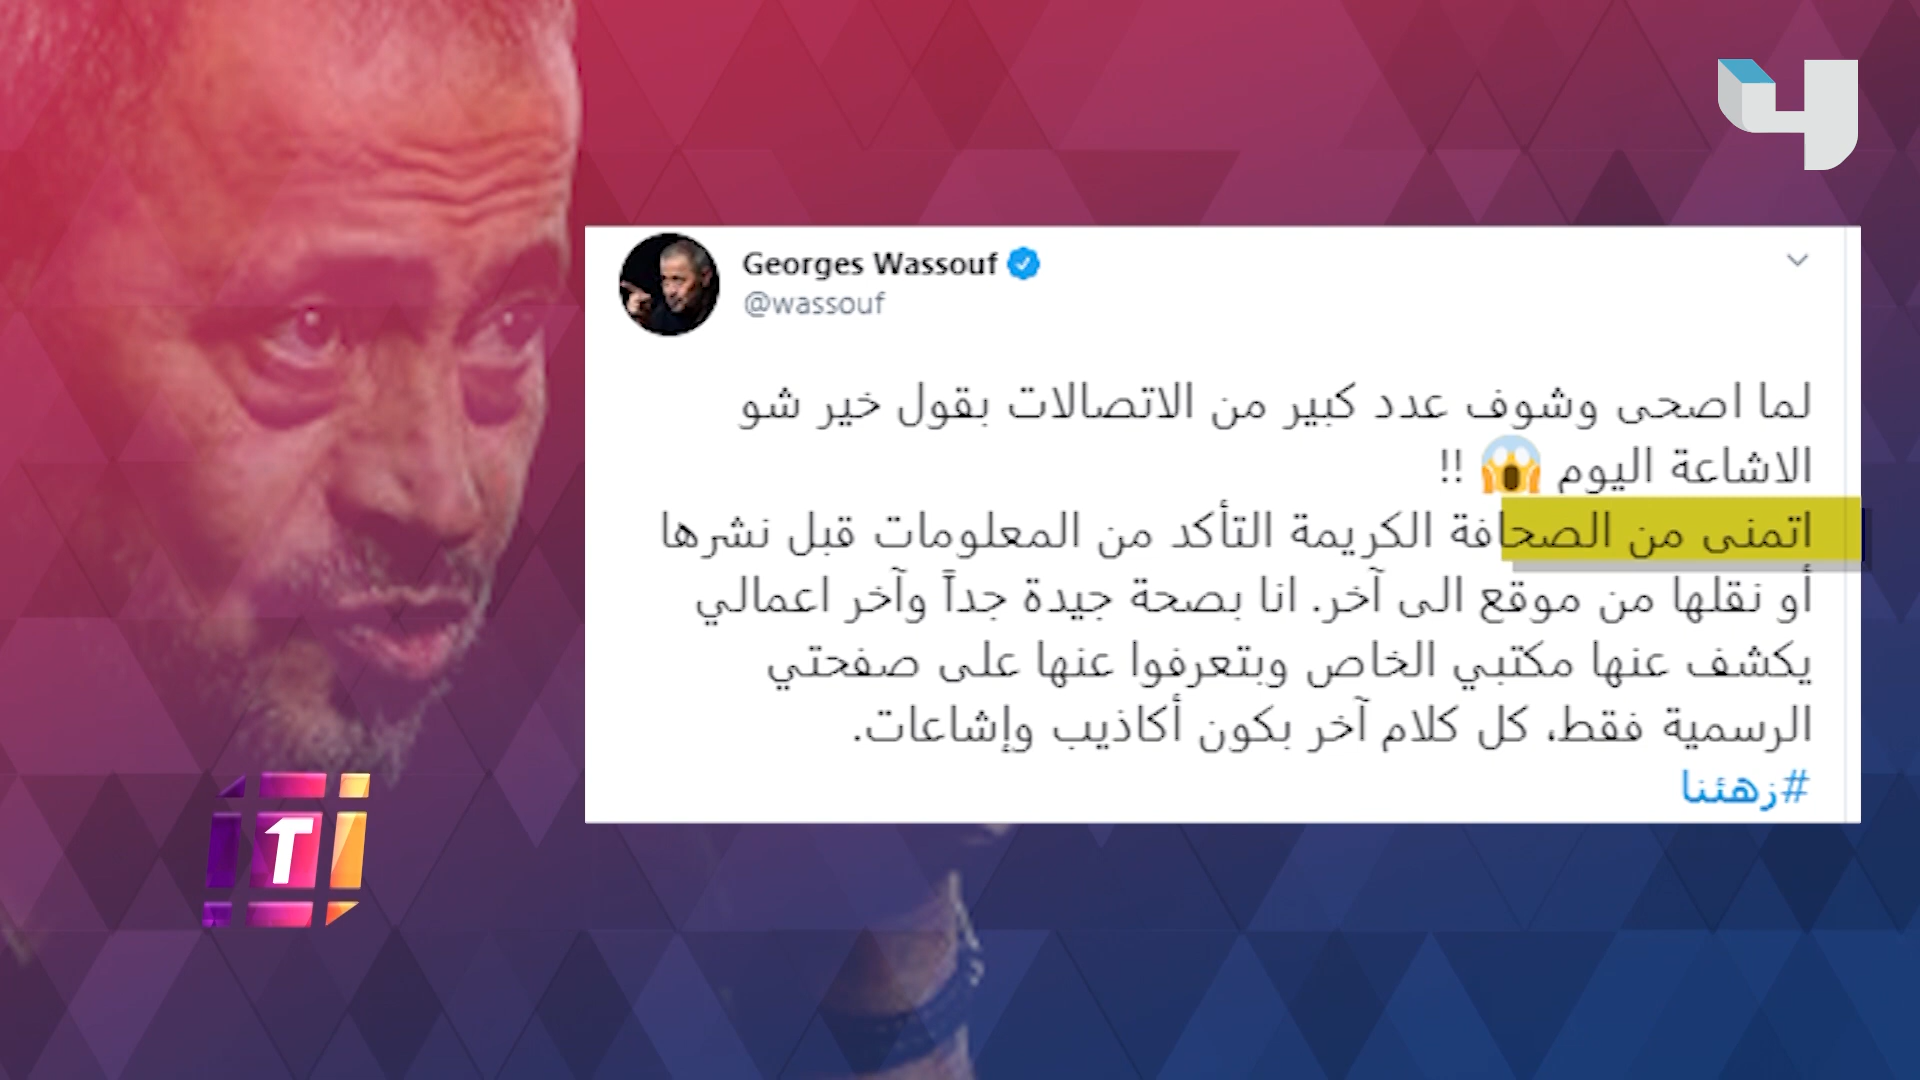 Georges Wassouf
@wassouf
لما اصحى وشوف عدد كبير من الاتصالات بقول خير شو
الاشاعة اليوم 😱 !!
اتمنى من الصحافة الكريمة التأكد من المعلومات قبل نشرها
أو نقلها من موقع الى آخر. انا بصحة جيدة جداً وآخر اعمالي
يكشف عنها مكتبي الخاص وبتعرفوا عنها على صفحتي
الرسمية فقط، كل كلام آخر بكون أكاذيب وإشاعات.
#زهئنا
4
T